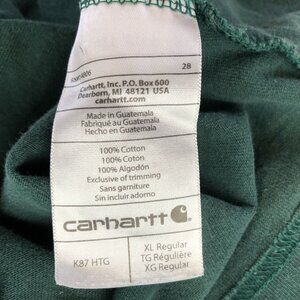 28
Carhartt, Inc. P.O. Box 600
Dearborn, MI 48121 USA
carhartt.com
Made in Guatemala
Fabriqué au Guatemala
Hecho en Guatemala
100% Cotton
100% Coton
100% Algodón
Exclusive of trimming
Sans garniture
Sin incluir adorno
carhartt
K87 HTG
XL Regular
TG Régulière
XG Regular